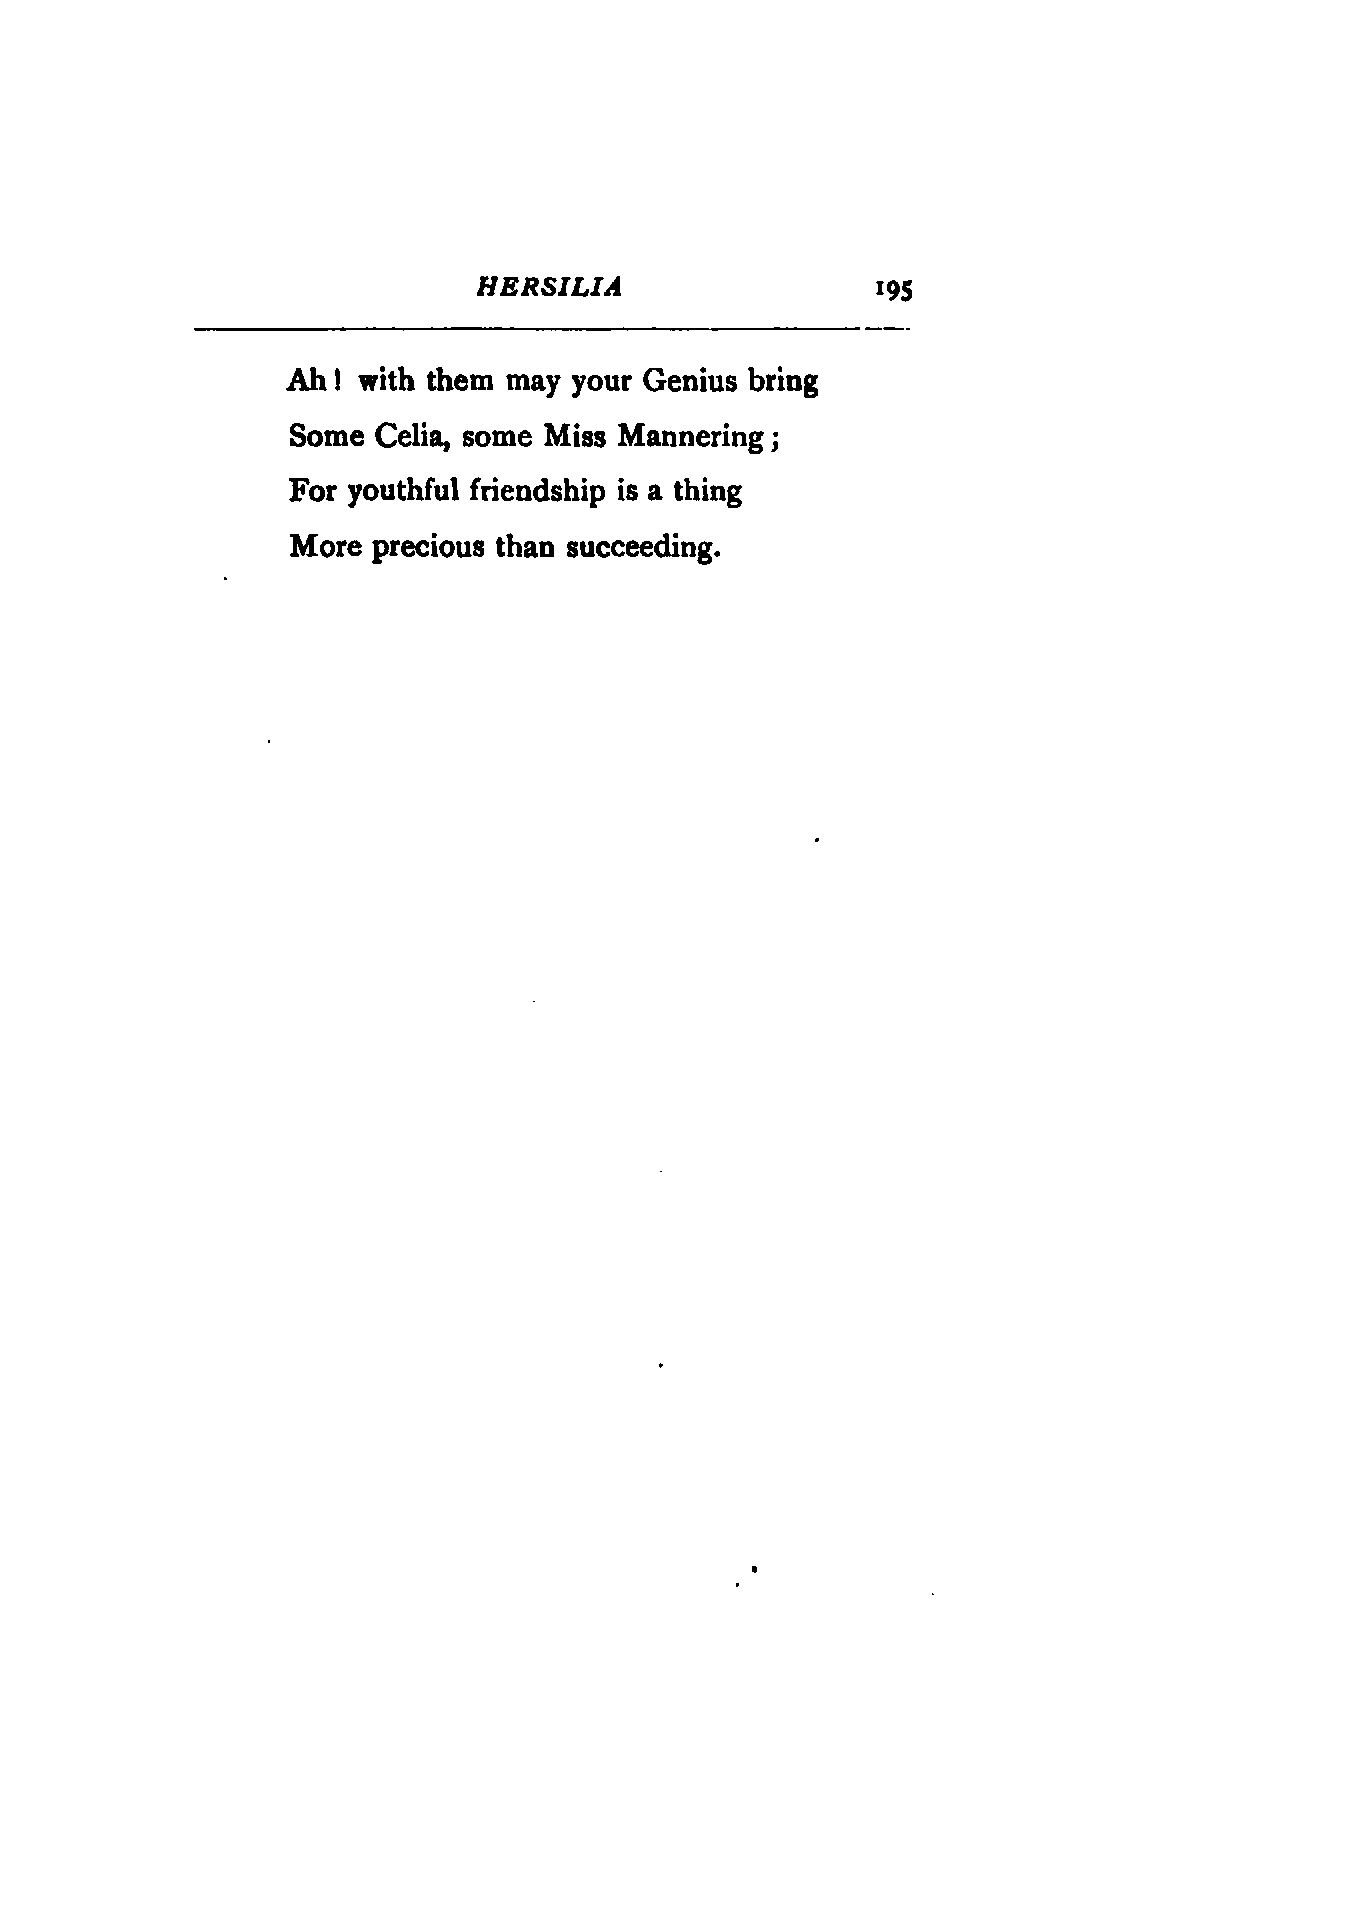 HERSILIA 195
Ah! with them may your Genius bring
Some Celia, some Miss Mannering;
For youthful friendship is a thing
More precious than succeeding.